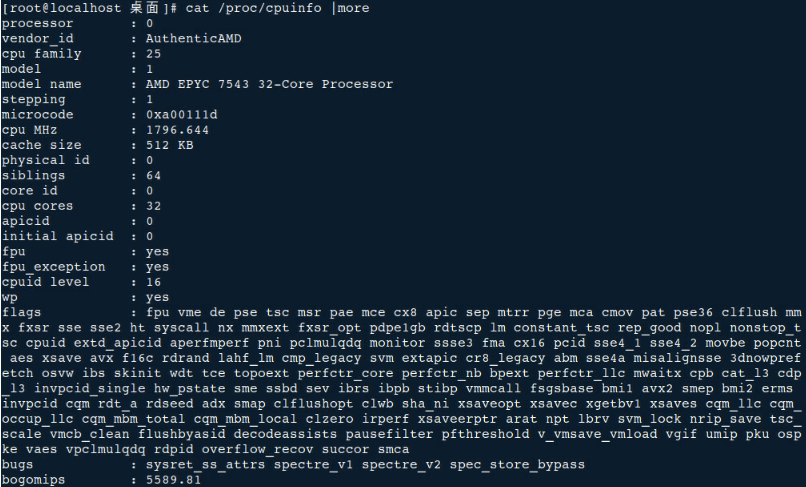 [root@localhost 桌面]# cat /proc/cpuinfo |more
processor : 0
vendor_id : AuthenticAMD
cpu family : 25
model : 1
model name : AMD EPYC 7543 32-Core Processor
stepping : 1
microcode : 0xa00111d
cpu MHz : 1796.644
cache size : 512 KB
physical id : 0
siblings : 64
core id : 0
cpu cores : 32
apicid : 0
initial apicid : 0
fpu : yes
fpu_exception : yes
cpuid level : 16
wp : yes
flags : fpu vme de pse tsc msr pae mce cx8 apic sep mtrr pge mca cmov pat pse36 clflush mm
x fxsr sse sse2 ht syscall nx mmxext fxsr_opt pdpe1gb rdtscp lm constant_tsc rep_good nopl nonstop_t
sc cpuid extd_apicid aperfmperf pni pclmulqdq monitor ssse3 fma cx16 pcid sse4_1 sse4_2 movbe popcnt
 aes xsave avx f16c rdrand lahf_lm cmp_legacy svm extapic cr8_legacy abm sse4a misalignsse 3dnowpref
etch osvw ibs skinit wdt tce topoext perfctr_core perfctr_nb bpext perfctr_llc mwaitx cpb cat_l3 cdp
_l3 invpcid_single hw_pstate sme ssbd sev ibrs ibpb stibp vmmcall fsgsbase bmi1 avx2 smep bmi2 erms
invpcid cqm rdt_a rdseed adx smap clflushopt clwb sha_ni xsaveopt xsavec xgetbv1 xsaves cqm_llc cqm_
occup_llc cqm_mbm_total cqm_mbm_local clzero irperf xsaveerptr arat npt lbrv svm_lock nrip_save tsc_
scale vmcb_clean flushbyasid decodeassists pausefilter pfthreshold v_vmsave_vmload vgif umip pku osp
ke vaes vpclmulqdq rdpid overflow_recov succor smca
bugs : sysret_ss_attrs spectre_v1 spectre_v2 spec_store_bypass
bogomips : 5589.81